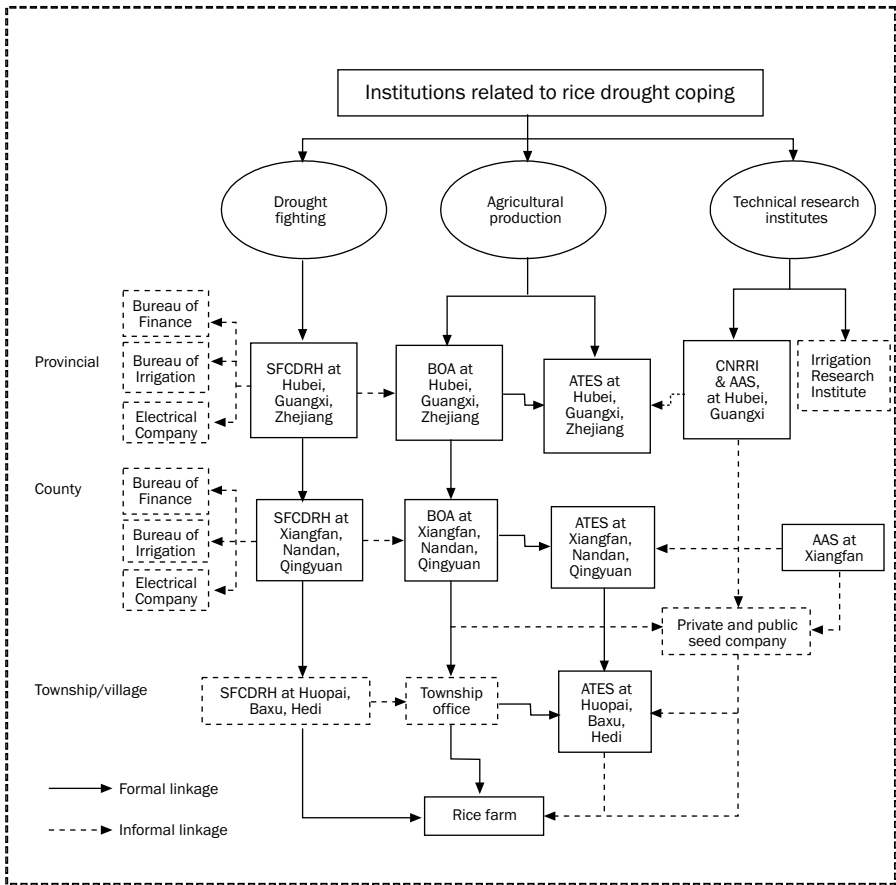 Institutions related to rice drought coping
Drought
fighting
Agricultural
production
Technical research
institutes
Provincial
Bureau of
Finance
Bureau of
Irrigation
Electrical
Company
SFCDRH at
Hubei,
Guangxi,
Zhejiang
BOA at
Hubei,
Guangxi,
Zhejiang
ATES at
Hubei,
Guangxi,
Zhejiang
CNRRI
& AAS,
at Hubei,
Guangxi
Irrigation
Research
Institute
County
Bureau of
Finance
Bureau of
Irrigation
Electrical
Company
SFCDRH at
Xiangfan,
Nandan,
Qingyuan
BOA at
Xiangfan,
Nandan,
Qingyuan
ATES at
Xiangfan,
Nandan,
Qingyuan
AAS at
Xiangfan
Private and public
seed company
Township/village
SFCDRH at Huopai,
Baxu, Hedi
Township
office
ATES at
Huopai,
Baxu,
Hedi
Rice farm
Formal linkage
Informal linkage